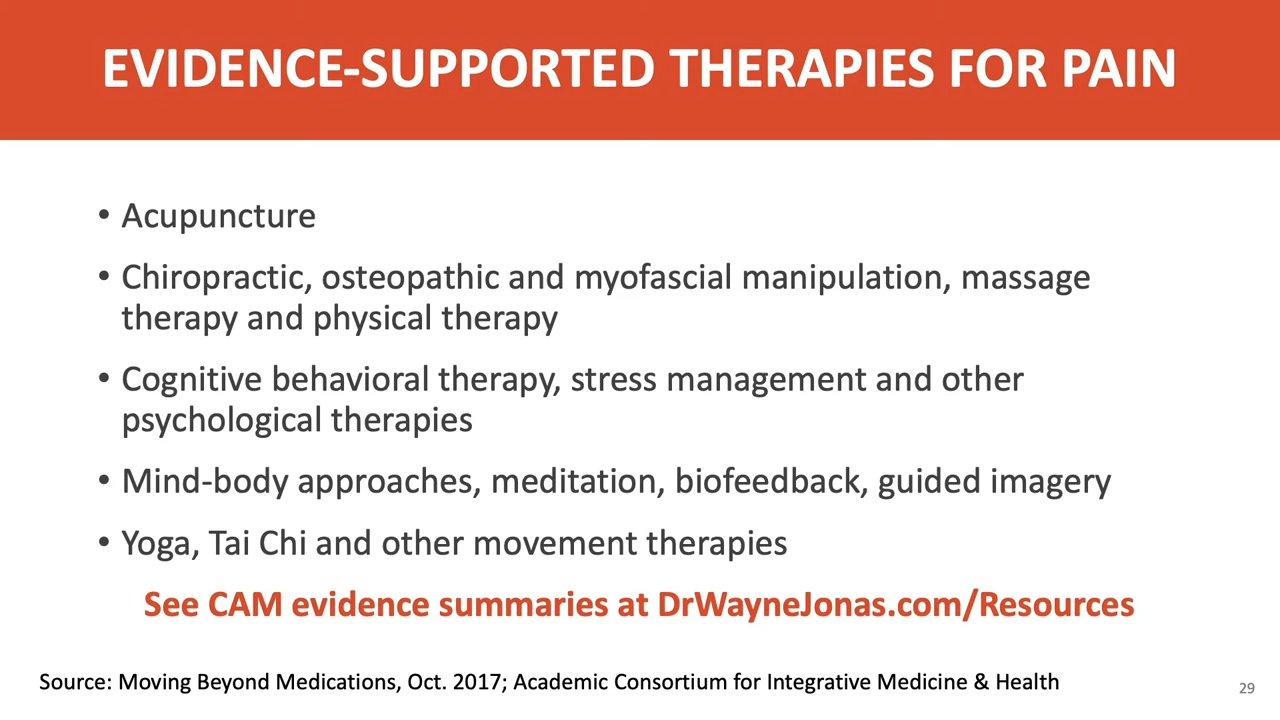 EVIDENCE-SUPPORTED THERAPIES FOR PAIN
• Acupuncture
• Chiropractic, osteopathic and myofascial manipulation, massage
therapy and physical therapy
• Cognitive behavioral therapy, stress management and other
psychological therapies
• Mind-body approaches, meditation, biofeedback, guided imagery
• Yoga, Tai Chi and other movement therapies
See CAM evidence summaries at DrWayneJonas.com/Resources
Source: Moving Beyond Medications, Oct. 2017; Academic Consortium for Integrative Medicine & Health
29